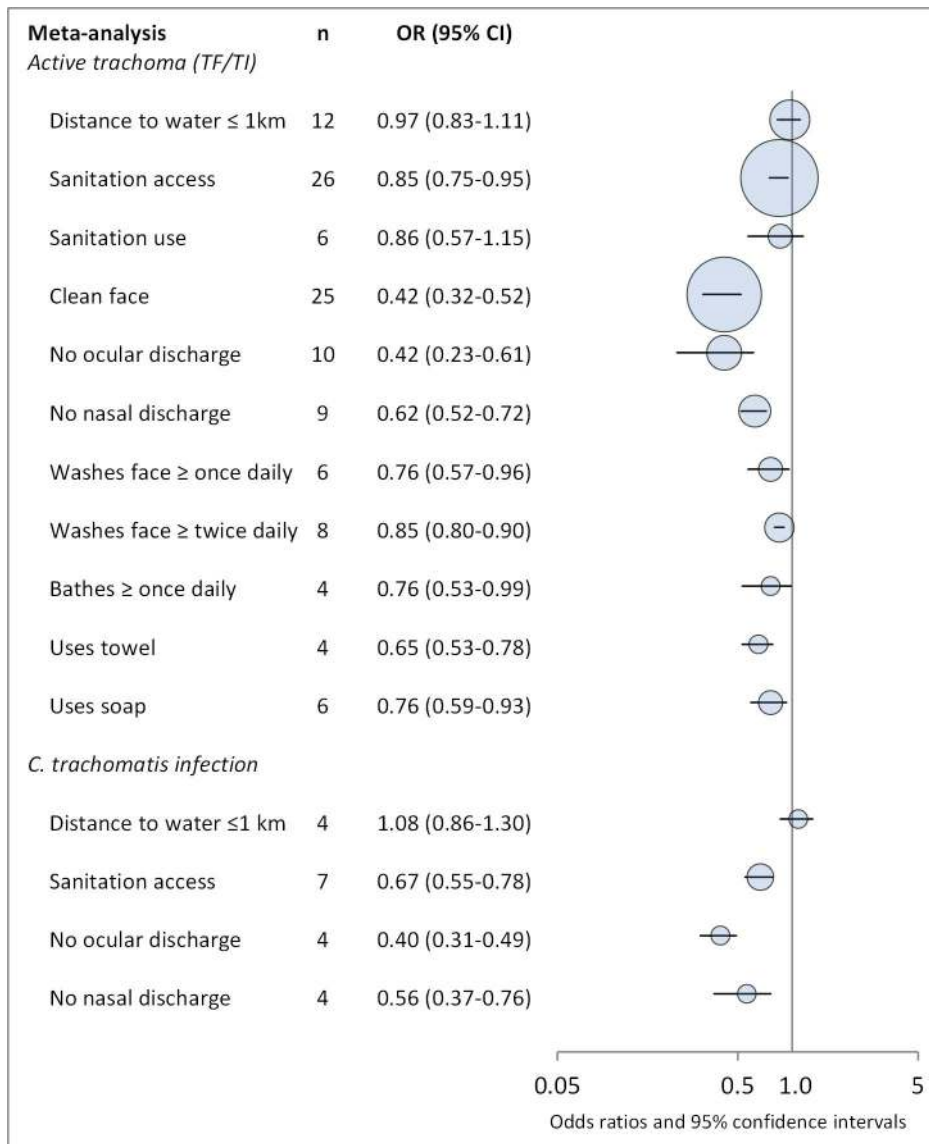 Meta-analysis n OR (95% CI)
Active trachoma (TF/TI)
Distance to water ≤ 1km 12 0.97 (0.83-1.11)
Sanitation access 26 0.85 (0.75-0.95)
Sanitation use 6 0.86 (0.57-1.15)
Clean face 25 0.42 (0.32-0.52)
No ocular discharge 10 0.42 (0.23-0.61)
No nasal discharge 9 0.62 (0.52-0.72)
Washes face ≥ once daily 6 0.76 (0.57-0.96)
Washes face ≥ twice daily 8 0.85 (0.80-0.90)
Bathes ≥ once daily 4 0.76 (0.53-0.99)
Uses towel 4 0.65 (0.53-0.78)
Uses soap 6 0.76 (0.59-0.93)
C. trachomatis infection
Distance to water ≤1 km 4 1.08 (0.86-1.30)
Sanitation access 7 0.67 (0.55-0.78)
No ocular discharge 4 0.40 (0.31-0.49)
No nasal discharge 4 0.56 (0.37-0.76)
0.05 0.5 1.0 5
Odds ratios and 95% confidence intervals